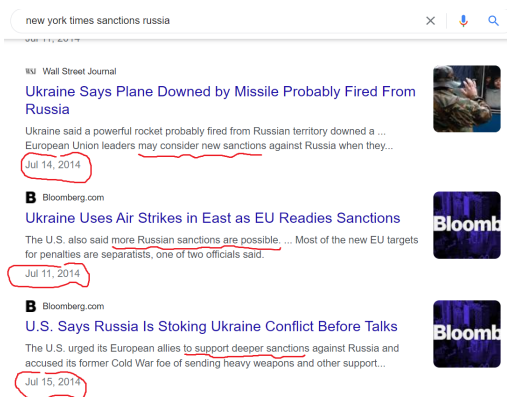 new york times sanctions russia
Jul 11, 2014
WSJ Wall Street Journal
Ukraine Says Plane Downed by Missile Probably Fired From
Russia
Ukraine said a powerful rocket probably fired from Russian territory downed a ...
European Union leaders may consider new sanctions against Russia when they...
Jul 14, 2014
B Bloomberg.com
Ukraine Uses Air Strikes in East as EU Readies Sanctions
The U.S. also said more Russian sanctions are possible. ... Most of the new EU targets
for penalties are separatists, one of two officials said.
Jul 11, 2014
Bloomb
B Bloomberg.com
U.S. Says Russia Is Stoking Ukraine Conflict Before Talks
The U.S. urged its European allies to support deeper sanctions against Russia and
accused its former Cold War foe of sending heavy weapons and other support...
Jul 15, 2014
Bloomb